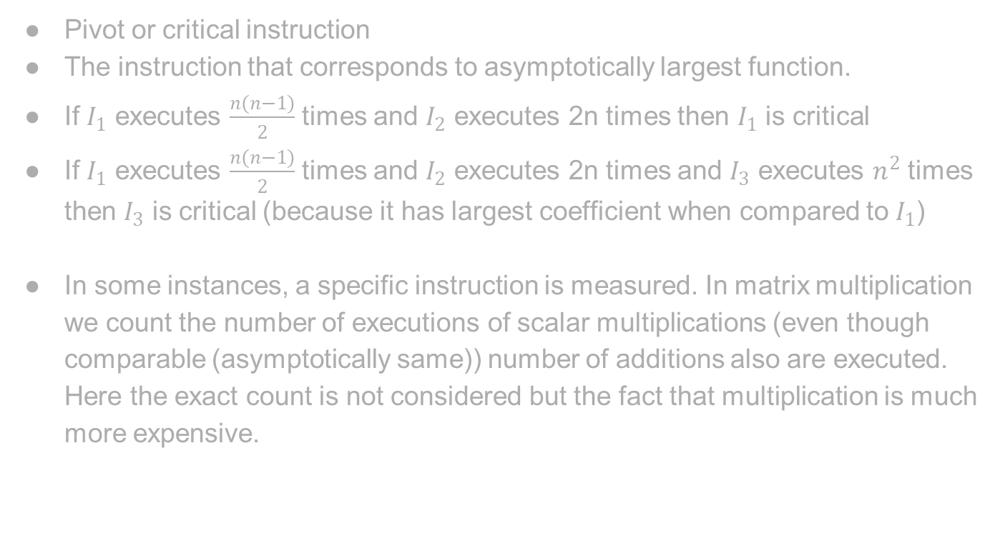 ● Pivot or critical instruction
● The instruction that corresponds to asymptotically largest function.
● If $I_1$ executes $\frac{n(n-1)}{2}$ times and $I_2$ executes 2n times then $I_1$ is critical
● If $I_1$ executes $\frac{n(n-1)}{2}$ times and $I_2$ executes 2n times and $I_3$ executes $n^2$ times
then $I_3$ is critical (because it has largest coefficient when compared to $I_1$)
● In some instances, a specific instruction is measured. In matrix multiplication
we count the number of executions of scalar multiplications (even though
comparable (asymptotically same)) number of additions also are executed.
Here the exact count is not considered but the fact that multiplication is much
more expensive.